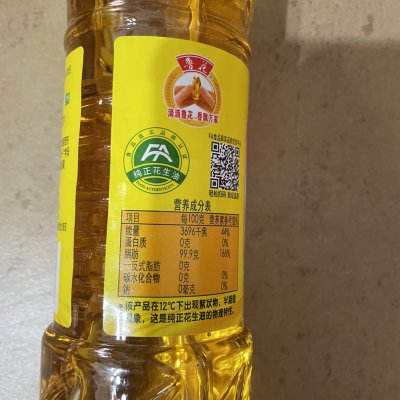 魯花
滴滴鲁花 香飘万家
FA
纯正花生油
FOOD AUTHENTICITY
营养成分表
项目 每100克 营养素参考值%
能量 3696千焦 44%
蛋白质 0克 0%
脂肪 99.9克 166%
一反式脂肪 0克
碳水化合物 0克 0%
钠 0毫克 0%
该产品在12℃下出现絮状物、半凝固
现象，这是纯正花生油的物理特性。